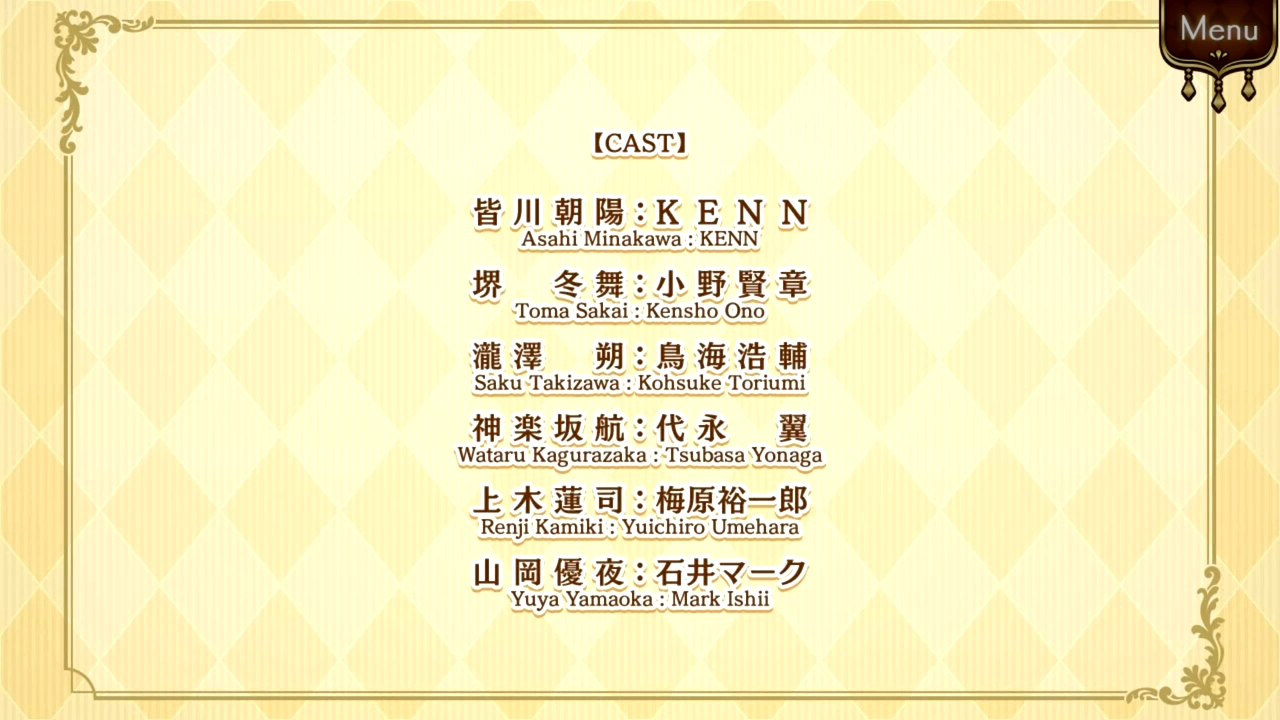 Menu
【CAST】
皆川朝陽：ＫＥＮＮ
Asahi Minakawa : KENN
堺　冬舞：小野賢章
Toma Sakai : Kensho Ono
瀧澤　朔：鳥海浩輔
Saku Takizawa : Kohsuke Toriumi
神楽坂航：代永　翼
Wataru Kagurazaka : Tsubasa Yonaga
上木蓮司：梅原裕一郎
Renji Kamiki : Yuichiro Umehara
山岡優夜：石井マーク
Yuya Yamaoka : Mark Ishii